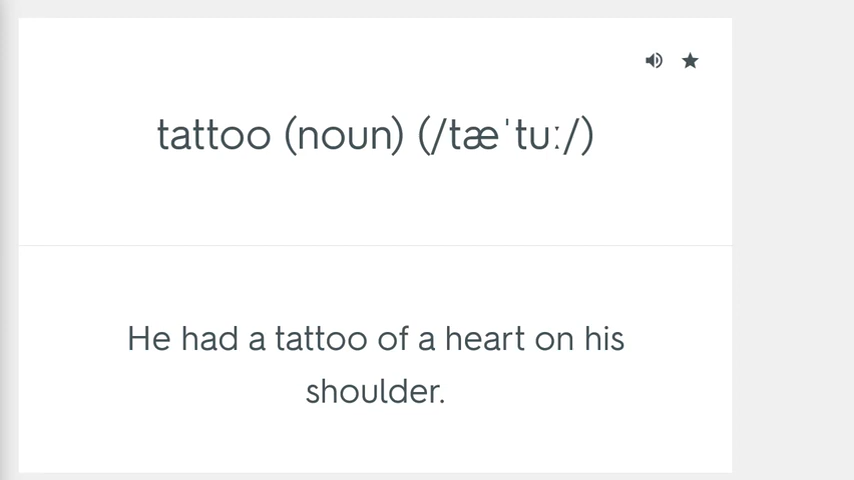 tattoo (noun) (/tæˈtuː/)
He had a tattoo of a heart on his
shoulder.